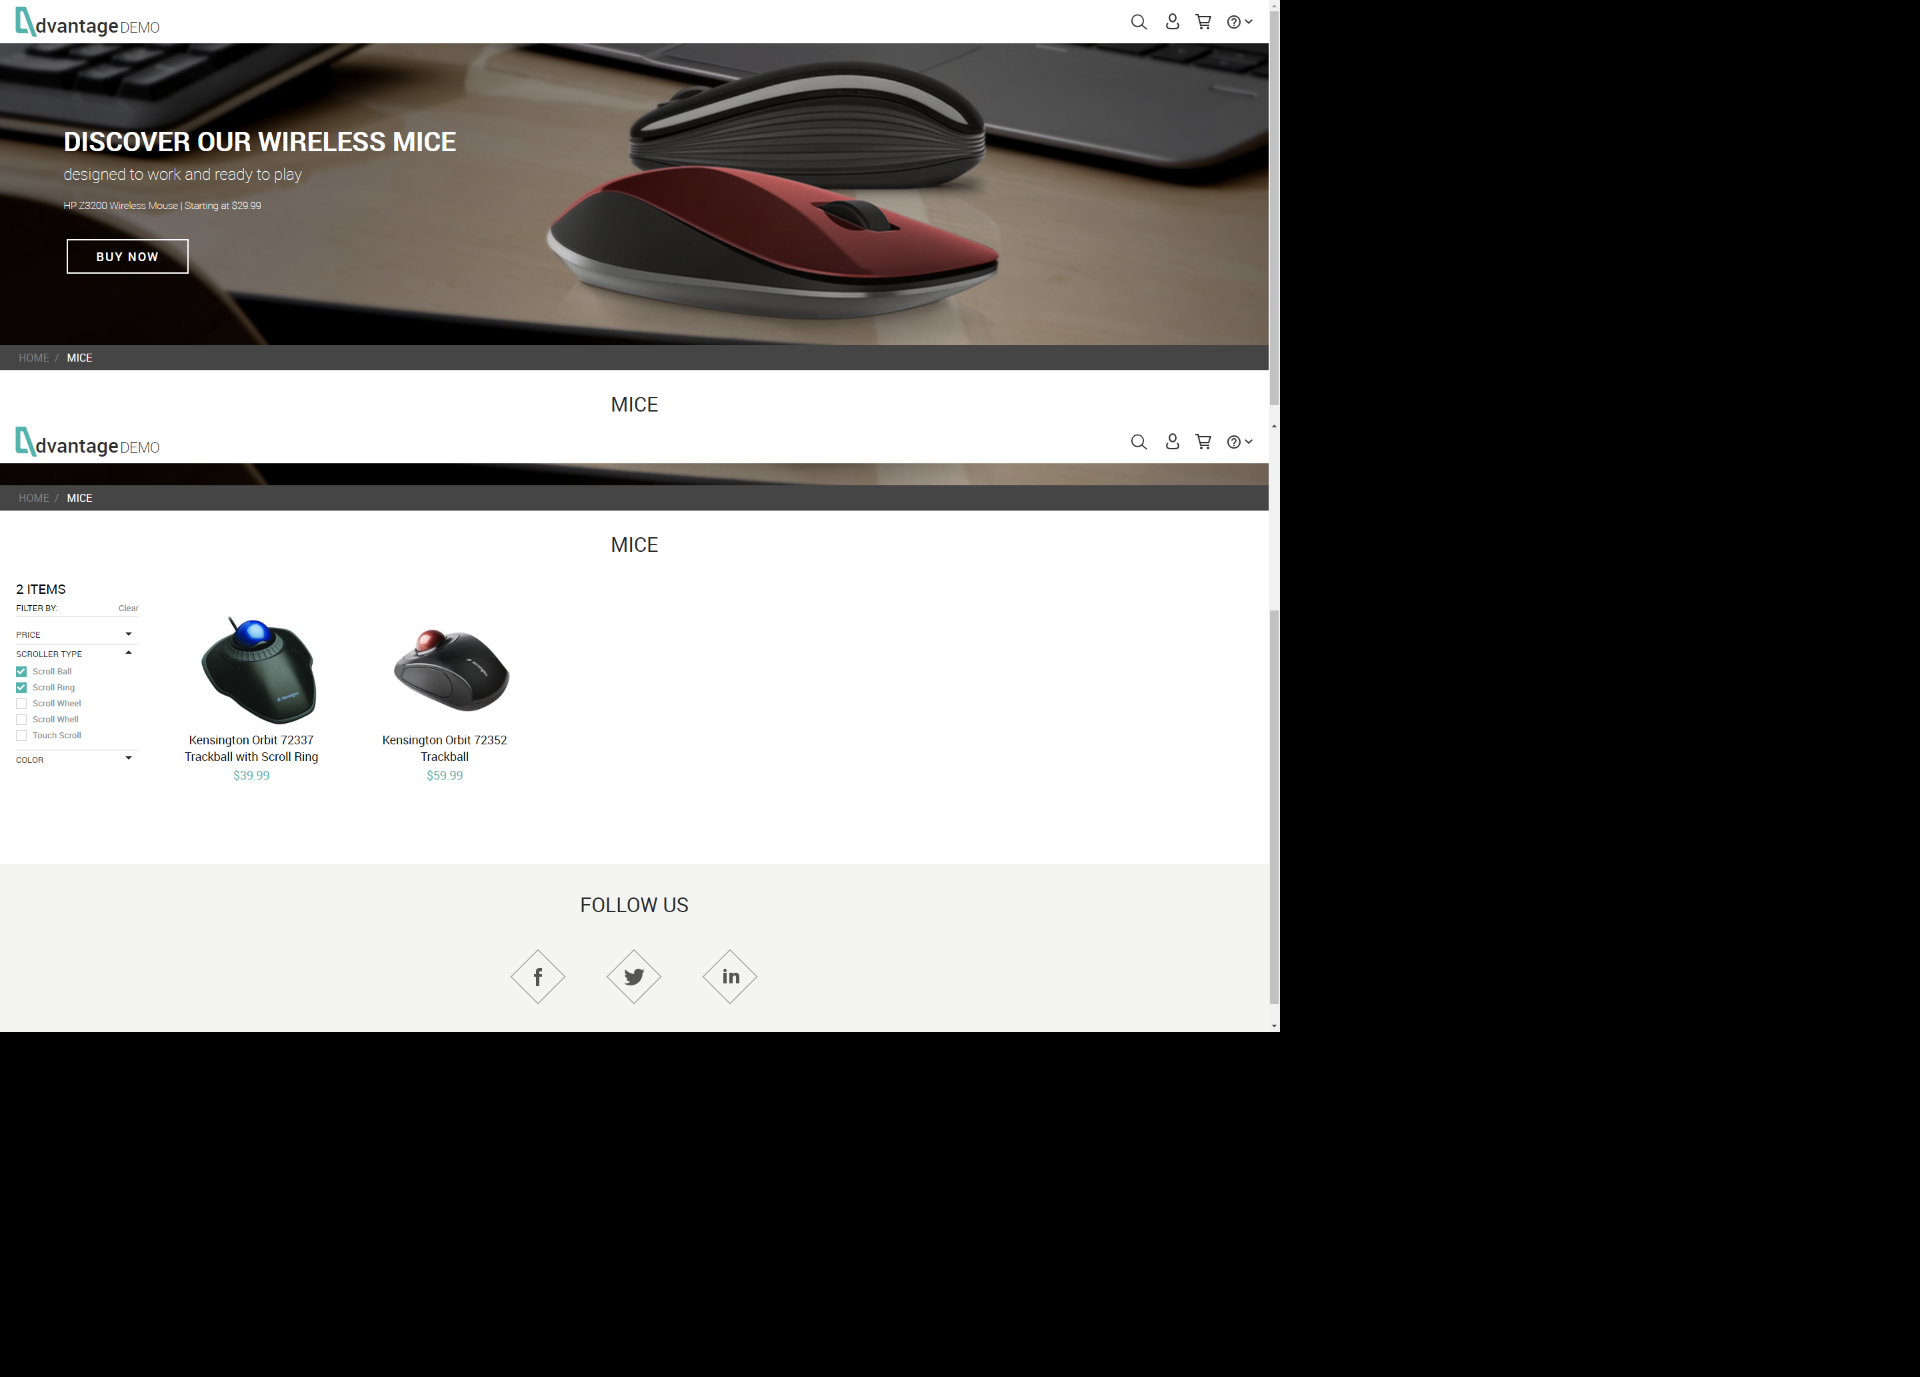 dvantage DEMO
DISCOVER OUR WIRELESS MICE
designed to work and ready to play
HP Z3200 Wireless Mouse | Starting at $29.99
BUY NOW
HOME / MICE
MICE
dvantage DEMO
HOME / MICE
MICE
2 ITEMS
FILTER BY: Clear
PRICE
SCROLLER TYPE
Scroll Ball
Scroll Ring
Scroll Wheel
Scroll Whell
Touch Scroll
COLOR
Kensington Orbit 72337
Trackball with Scroll Ring
$39.99
Kensington Orbit 72352
Trackball
$59.99
FOLLOW US
f
in